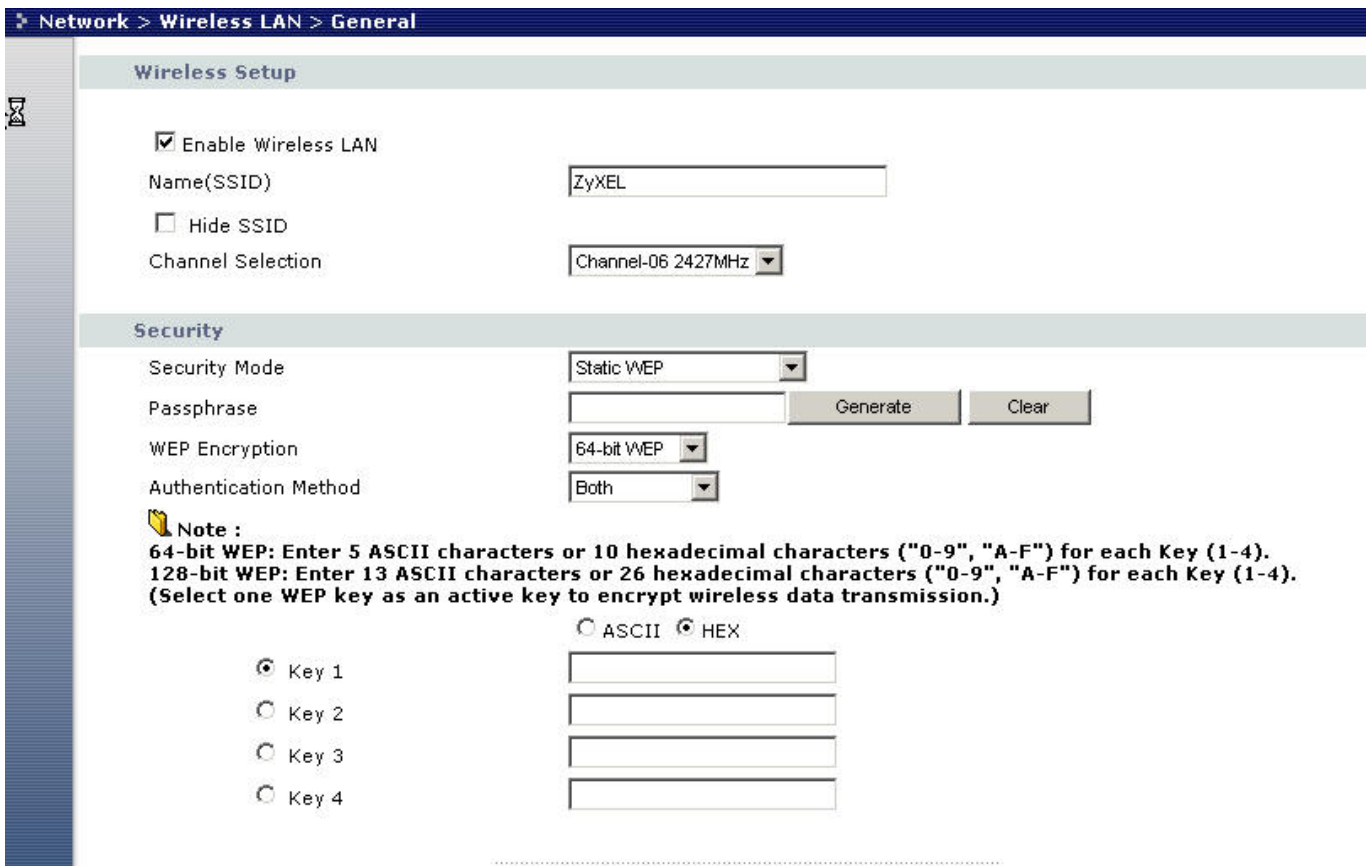 Network > Wireless LAN > General
Wireless Setup
Enable Wireless LAN
Name(SSID) ZyXEL
Hide SSID
Channel Selection Channel-06 2427MHz
Security
Security Mode Static WEP
Passphrase Generate Clear
WEP Encryption 64-bit WEP
Authentication Method Both
Note :
64-bit WEP: Enter 5 ASCII characters or 10 hexadecimal characters ("0-9", "A-F") for each Key (1-4).
128-bit WEP: Enter 13 ASCII characters or 26 hexadecimal characters ("0-9", "A-F") for each Key (1-4).
(Select one WEP key as an active key to encrypt wireless data transmission.)
ASCII HEX
Key 1
Key 2
Key 3
Key 4